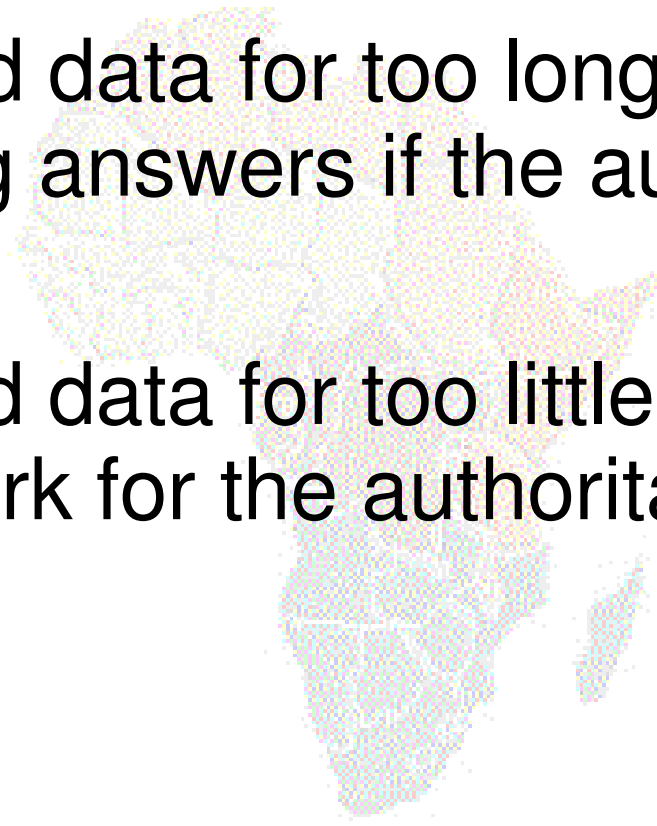 d data for too long
g answers if the au
d data for too little
rk for the authorita